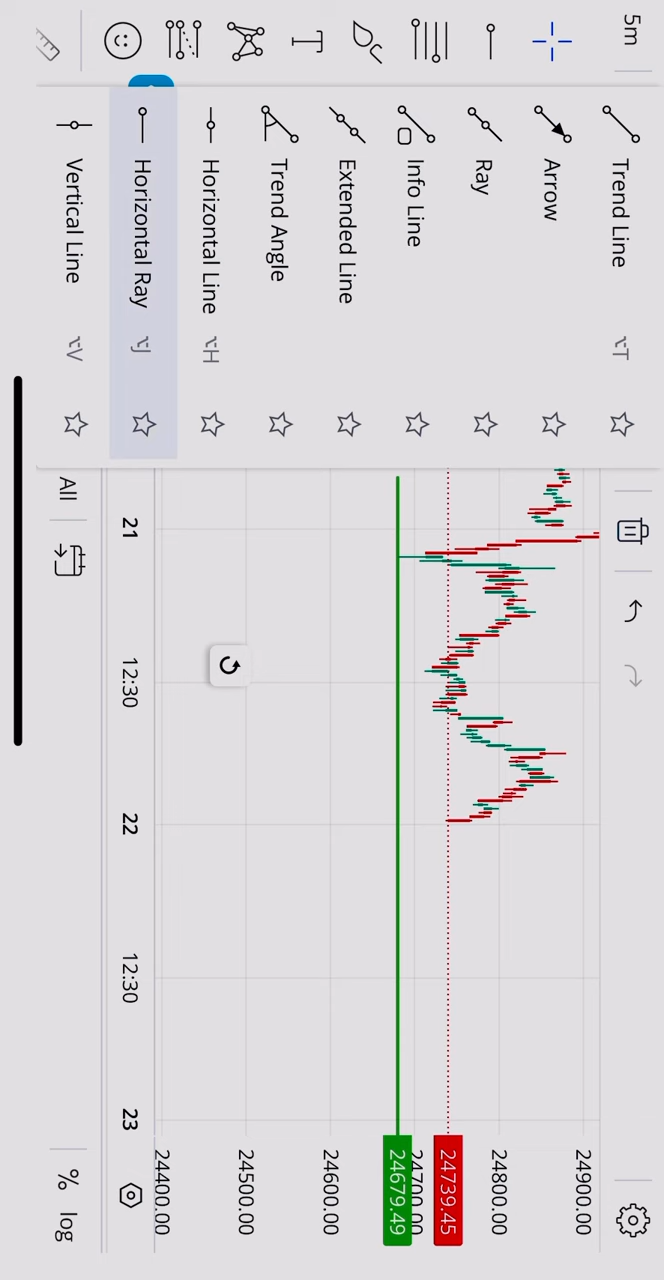 5m
Trend Line ⌥T
Arrow
Ray
Info Line
Extended Line
Trend Angle
Horizontal Line ⌥H
Horizontal Ray ⌥J
Vertical Line ⌥V
24900.00
24800.00
24739.45
24700.00
24679.49
24600.00
24500.00
24400.00
21
12:30
22
12:30
23
All
%
log